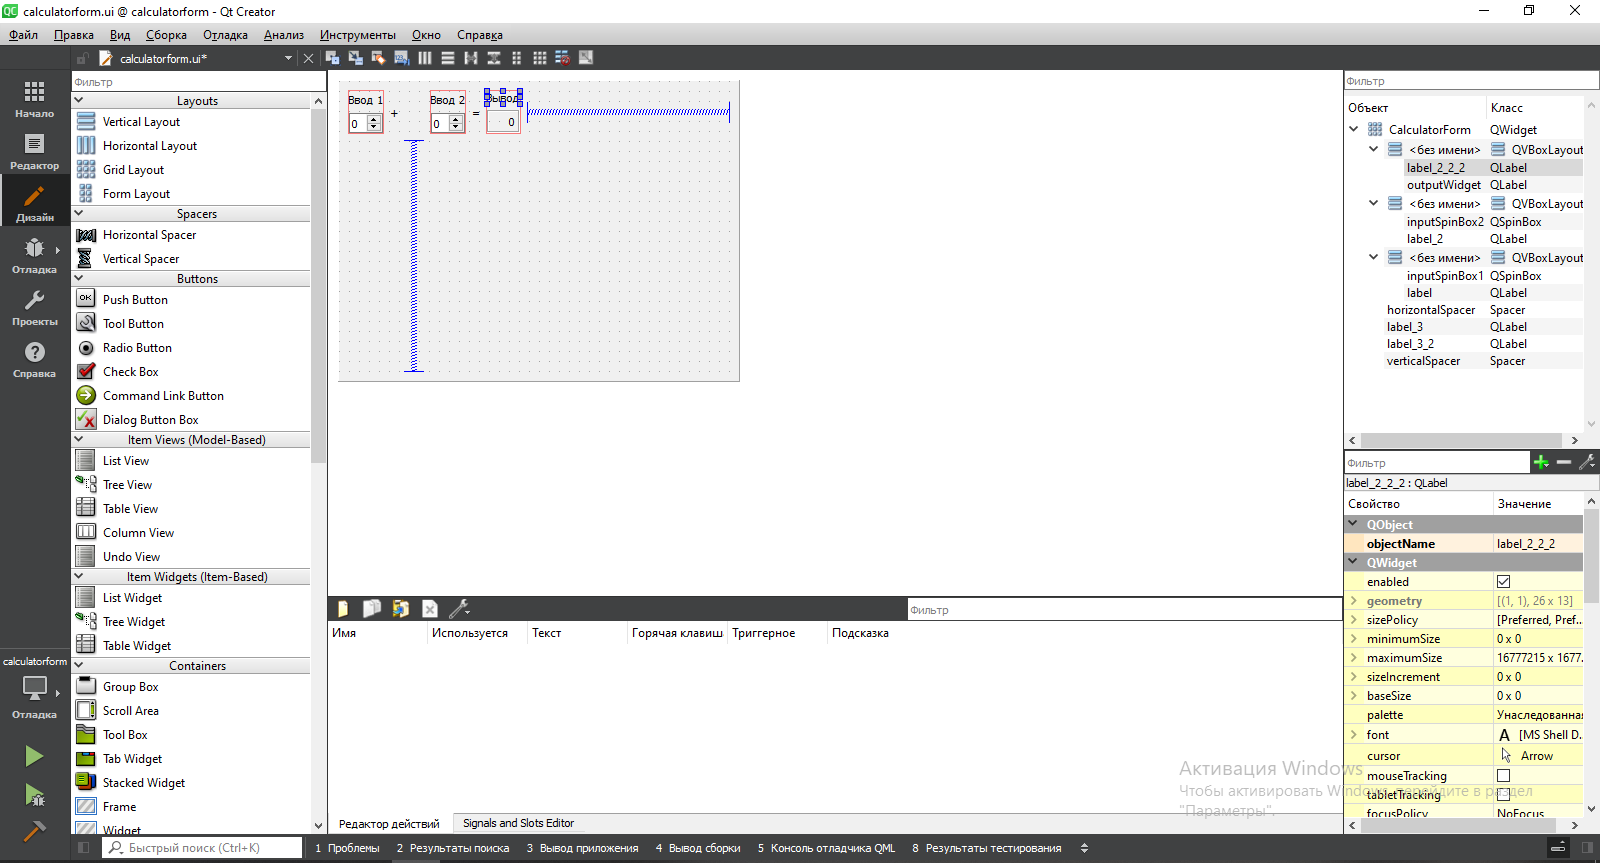 calculatorform.ui @ calculatorform - Qt Creator
Файл Правка Вид Сборка Отладка Анализ Инструменты Окно Справка
calculatorform.ui*
Начало
Редактор
Дизайн
Отладка
Проекты
Справка
calculatorform
Отладка
Фильтр
Layouts
Vertical Layout
Horizontal Layout
Grid Layout
Form Layout
Spacers
Horizontal Spacer
Vertical Spacer
Buttons
OK Push Button
Tool Button
Radio Button
Check Box
Command Link Button
Dialog Button Box
Item Views (Model-Based)
List View
Tree View
Table View
Column View
Undo View
Item Widgets (Item-Based)
List Widget
Tree Widget
Table Widget
Containers
Group Box
Scroll Area
Tool Box
Tab Widget
Stacked Widget
Frame
Widget
Ввод 1 Ввод 2 Вывод
0 + 0 = 0
Фильтр
Имя Используется Текст Горячая клавиш Триггерное Подсказка
Редактор действий Signals and Slots Editor
Фильтр
Объект Класс
CalculatorForm QWidget
<без имени> QVBoxLayout
label_2_2_2 QLabel
outputWidget QLabel
<без имени> QVBoxLayout
inputSpinBox2 QSpinBox
label_2 QLabel
<без имени> QVBoxLayout
inputSpinBox1 QSpinBox
label QLabel
horizontalSpacer Spacer
label_3 QLabel
label_3_2 QLabel
verticalSpacer Spacer
Фильтр
label_2_2_2 : QLabel
Свойство Значение
QObject
objectName label_2_2_2
QWidget
enabled
geometry [(1, 1), 26 x 13]
sizePolicy [Preferred, Pref...
minimumSize 0 x 0
maximumSize 16777215 x 1677...
sizeIncrement 0 x 0
baseSize 0 x 0
palette Унаследованная
font A [MS Shell D...
cursor Arrow
mouseTracking
tabletTracking
focusPolicy NoFocus
Активация Windows
Чтобы активировать Windows, перейдите в раздел
"Параметры".
Быстрый поиск (Ctrl+K) 1 Проблемы 2 Результаты поиска 3 Вывод приложения 4 Вывод сборки 5 Консоль отладчика QML 8 Результаты тестирования